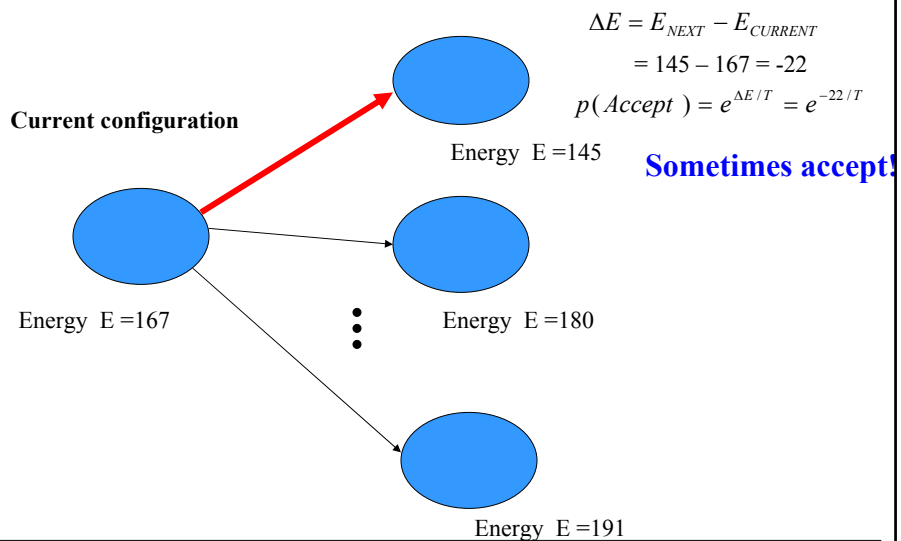 ΔE = E_NEXT − E_CURRENT
= 145 – 167 = -22
p(Accept ) = e^{ΔE/T} = e^{−22/T}
Current configuration
Energy E =145
Sometimes accept!
Energy E =167
Energy E =180
Energy E =191